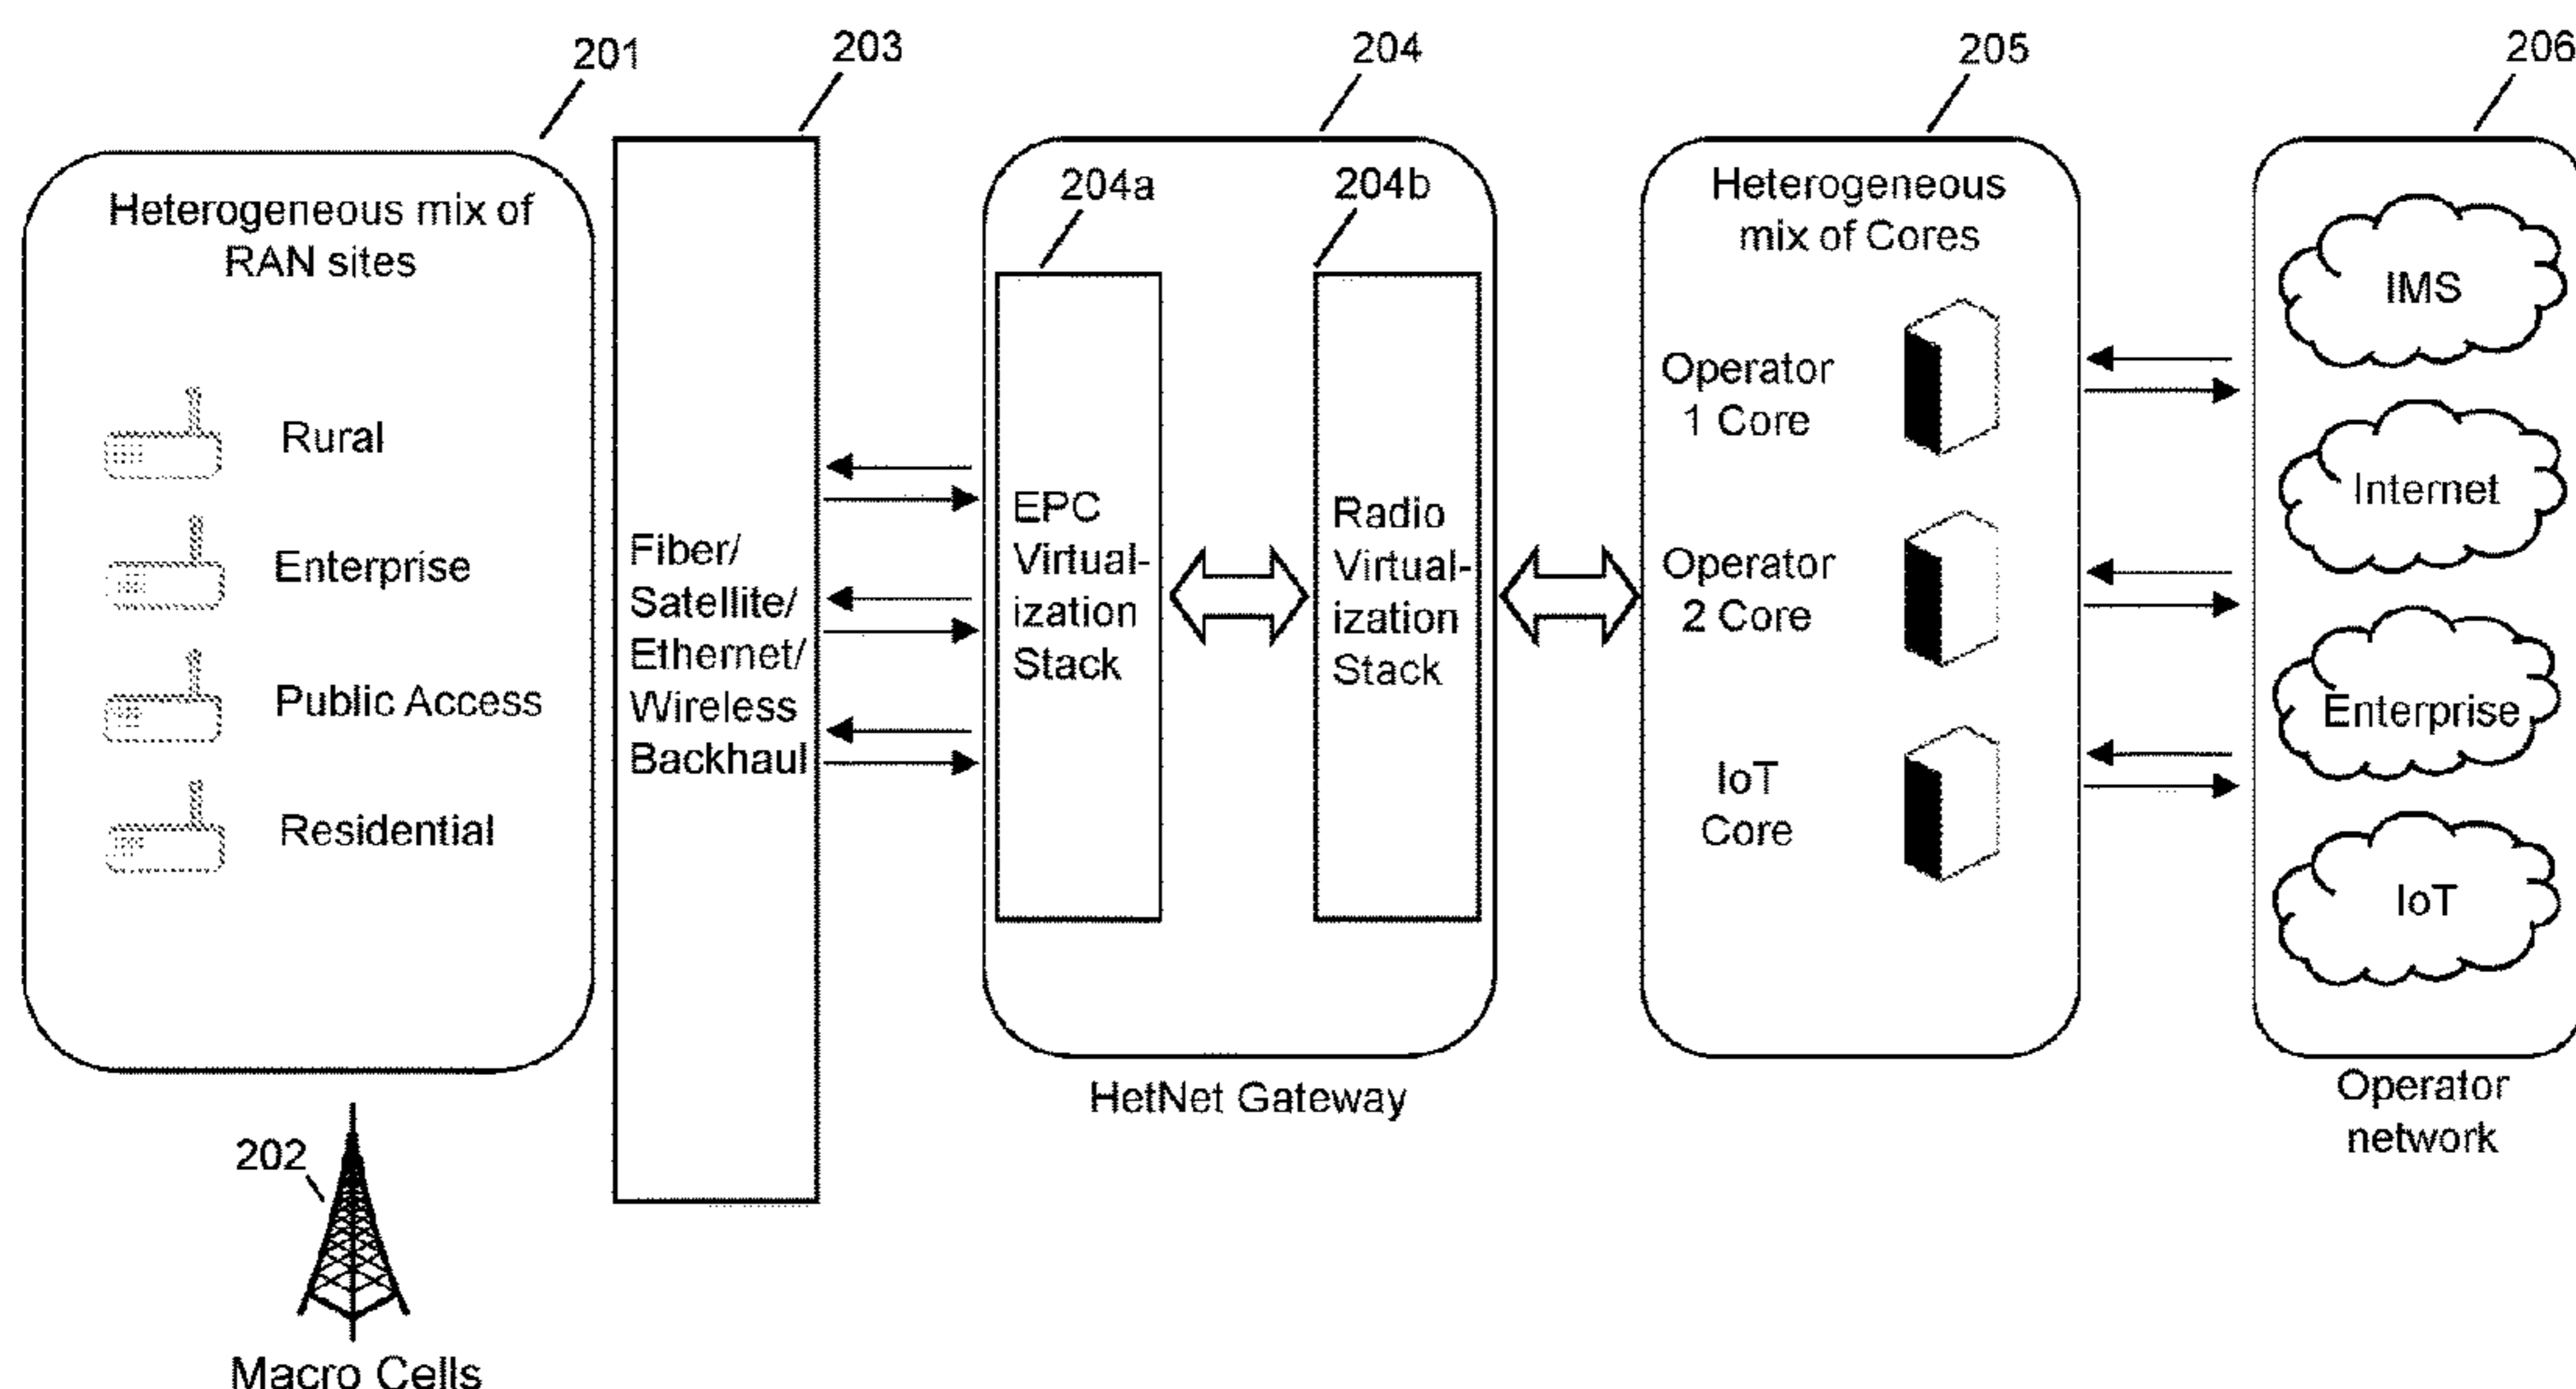 201
203
204
205
206
Heterogeneous mix of
RAN sites
Rural
Enterprise
Public Access
Residential
202
Macro Cells
Fiber/
Satellite/
Ethernet/
Wireless
Backhaul
204a
204b
EPC
Virtual-
ization
Stack
Radio
Virtual-
ization
Stack
HetNet Gateway
Heterogeneous
mix of Cores
Operator
1 Core
Operator
2 Core
IoT
Core
IMS
Internet
Enterprise
IoT
Operator
network